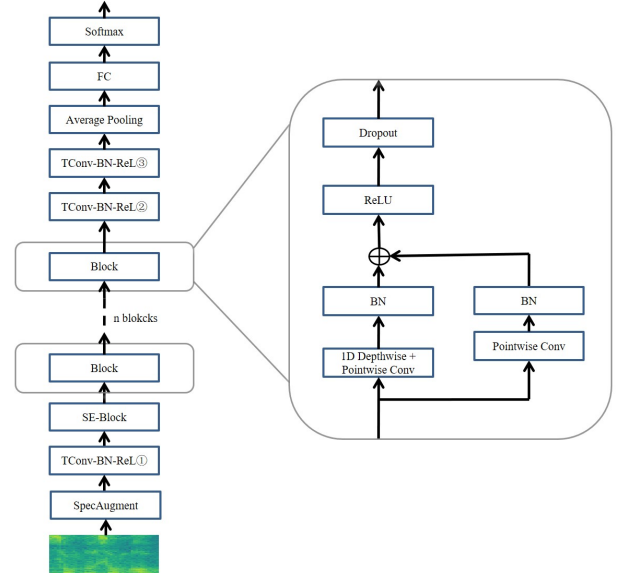 Softmax
FC
Average Pooling
TConv-BN-ReL③
TConv-BN-ReL②
Block
n blokcks
Block
SE-Block
TConv-BN-ReL①
SpecAugment
Dropout
ReLU
BN
BN
1D Depthwise +
Pointwise Conv
Pointwise Conv